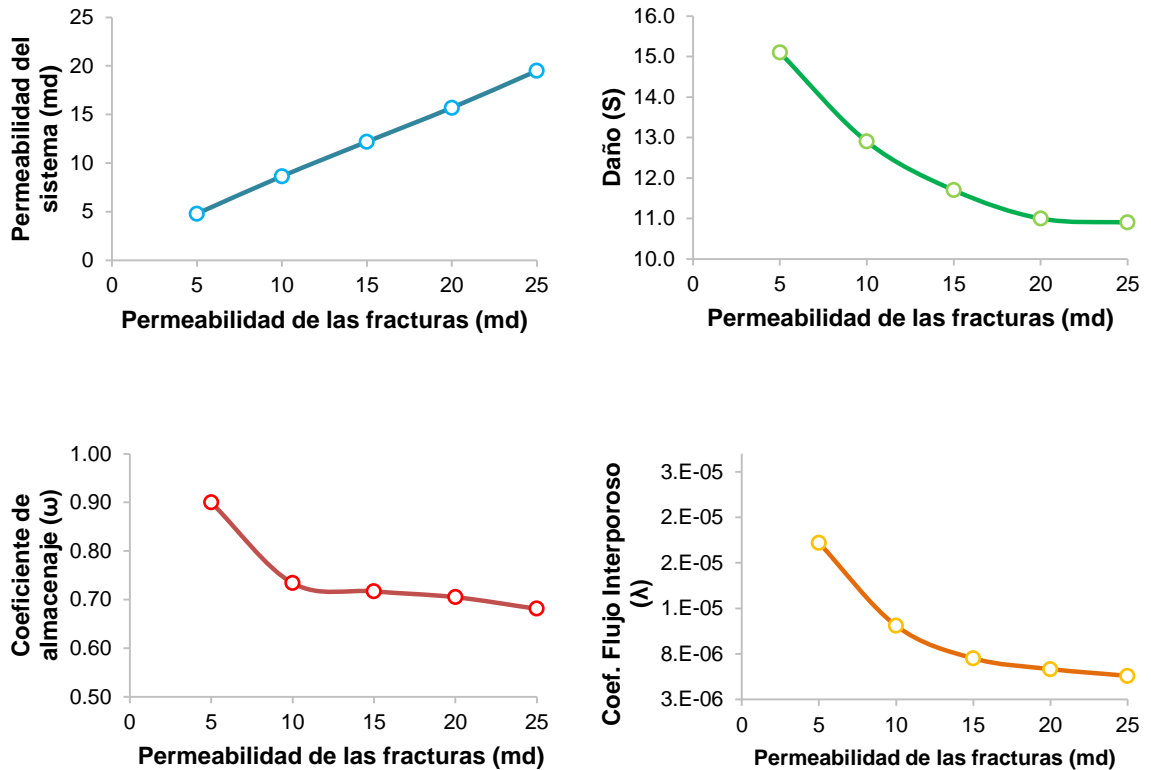 Permeabilidad del
sistema (md)
25
20
15
10
5
0
0 5 10 15 20 25
Permeabilidad de las fracturas (md)
Daño (S)
16.0
15.0
14.0
13.0
12.0
11.0
10.0
0 5 10 15 20 25
Permeabilidad de las fracturas (md)
Coeficiente de
almacenaje (ω)
1.00
0.90
0.80
0.70
0.60
0.50
0 5 10 15 20 25
Permeabilidad de las fracturas (md)
Coef. Flujo Interporoso
(λ)
3.E-05
2.E-05
2.E-05
1.E-05
8.E-06
3.E-06
0 5 10 15 20 25
Permeabilidad de las fracturas (md)